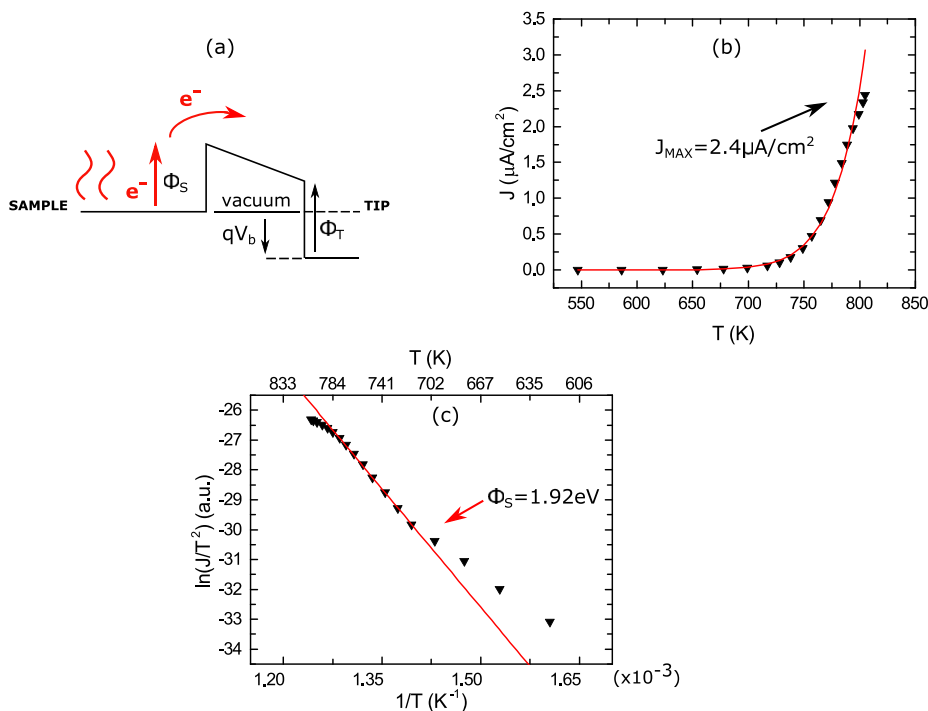 (a)
e-
e-
ΦS
SAMPLE
vacuum
TIP
qVb
ΦT
(b)
3.5
3.0
2.5
2.0
1.5
1.0
0.5
0.0
J (μA/cm²)
JMAX=2.4μA/cm²
550 600 650 700 750 800 850
T (K)
T (K)
833 784 741 702 667 635 606
(c)
-26
-27
-28
-29
-30
-31
-32
-33
-34
ln(J/T²) (a.u.)
ΦS=1.92eV
1.20 1.35 1.50 1.65 (x10⁻³)
1/T (K⁻¹)